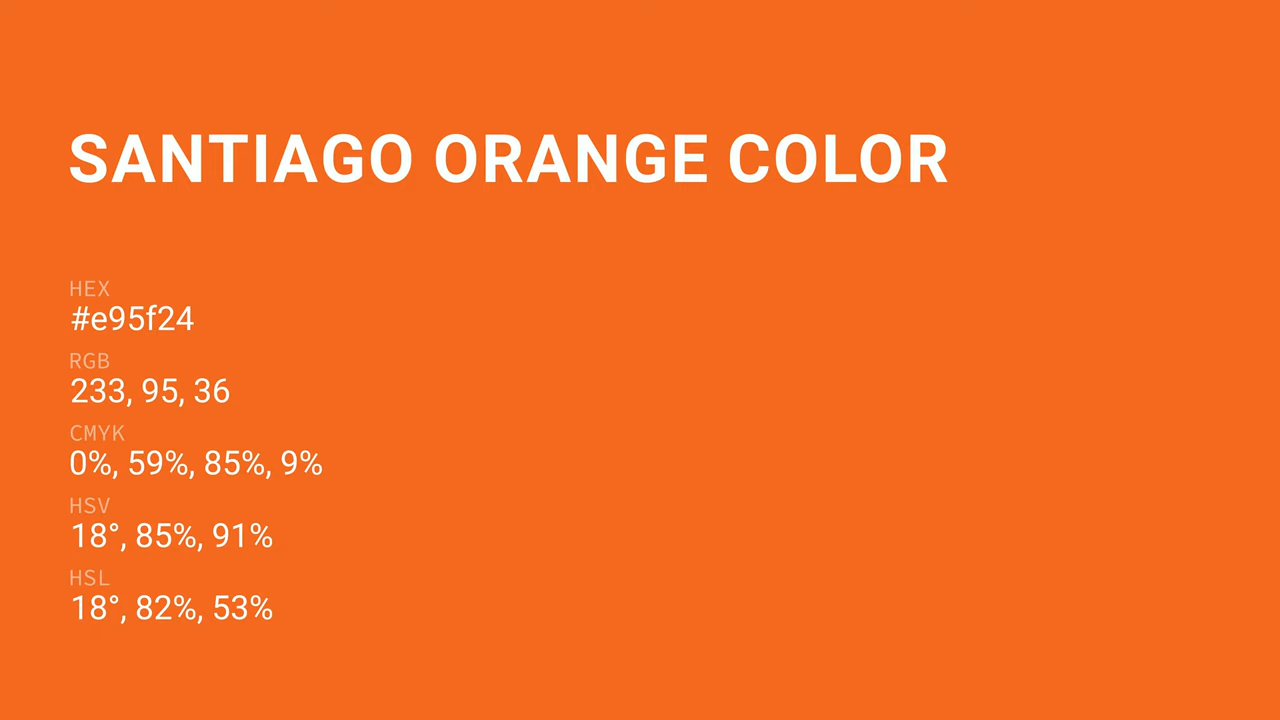 SANTIAGO ORANGE COLOR
HEX
#e95f24
RGB
233, 95, 36
CMYK
0%, 59%, 85%, 9%
HSV
18°, 85%, 91%
HSL
18°, 82%, 53%